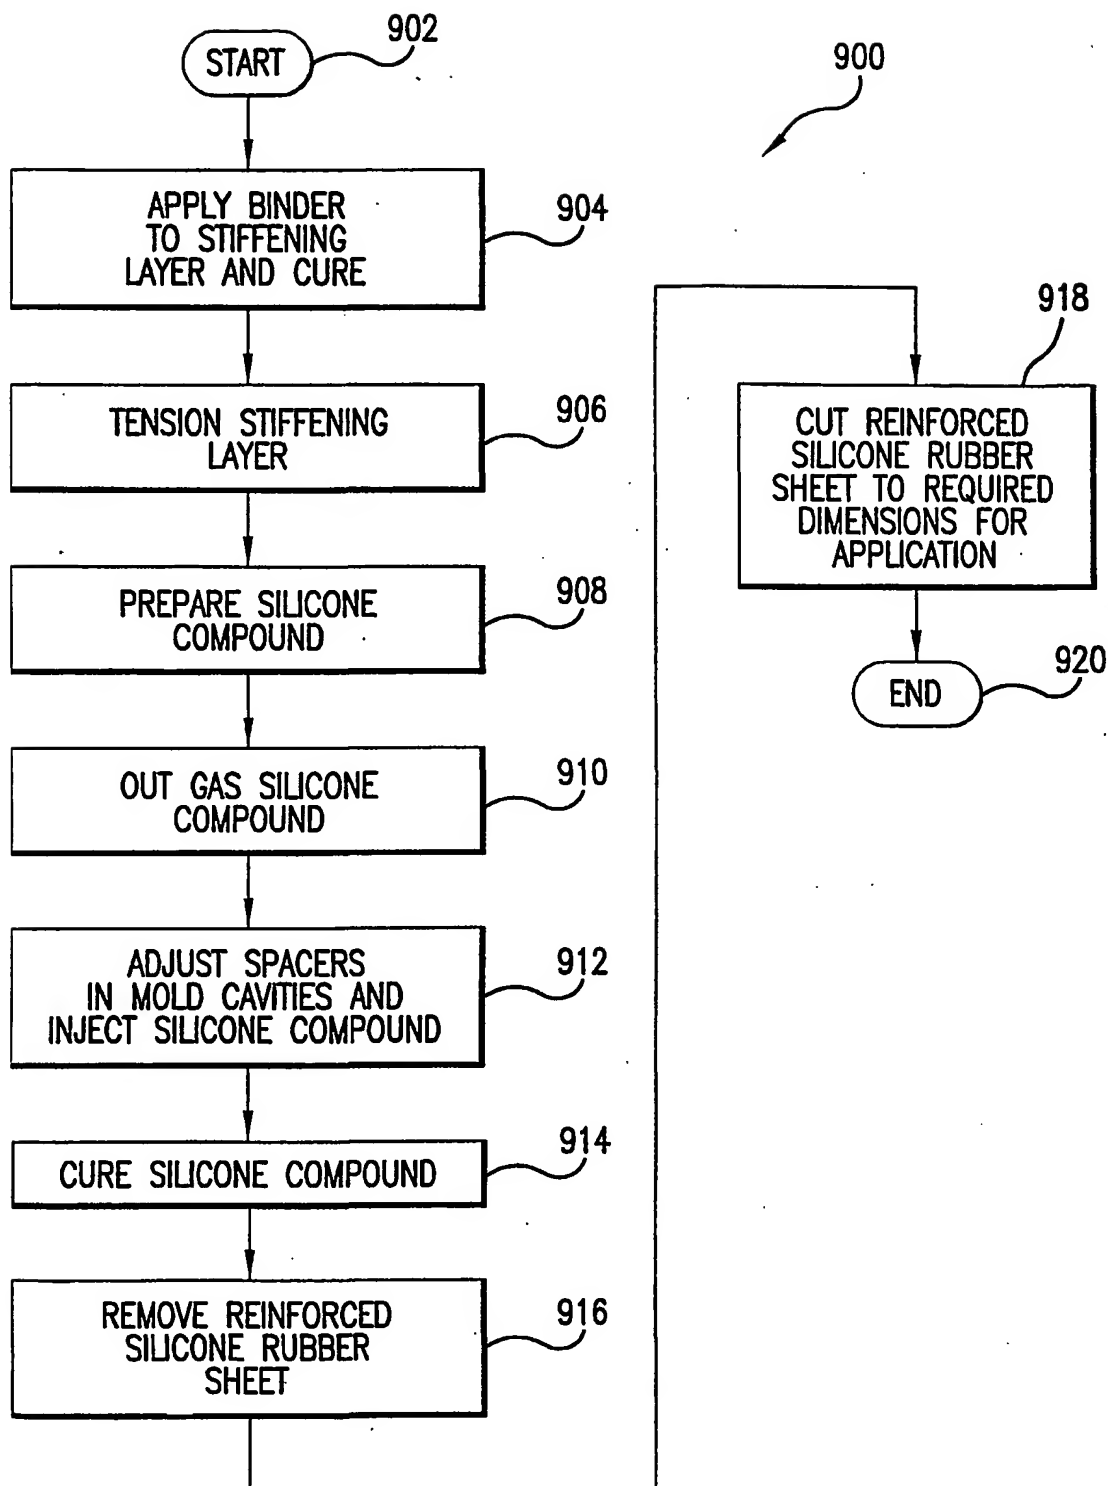 START
902
900
APPLY BINDER
TO STIFFENING
LAYER AND CURE
904
TENSION STIFFENING
LAYER
906
PREPARE SILICONE
COMPOUND
908
OUT GAS SILICONE
COMPOUND
910
ADJUST SPACERS
IN MOLD CAVITIES AND
INJECT SILICONE COMPOUND
912
CURE SILICONE COMPOUND
914
REMOVE REINFORCED
SILICONE RUBBER
SHEET
916
918
CUT REINFORCED
SILICONE RUBBER
SHEET TO REQUIRED
DIMENSIONS FOR
APPLICATION
END
920